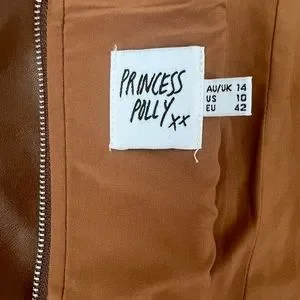 PRINCESS
POLLY xx
AU/UK 14
US 10
EU 42